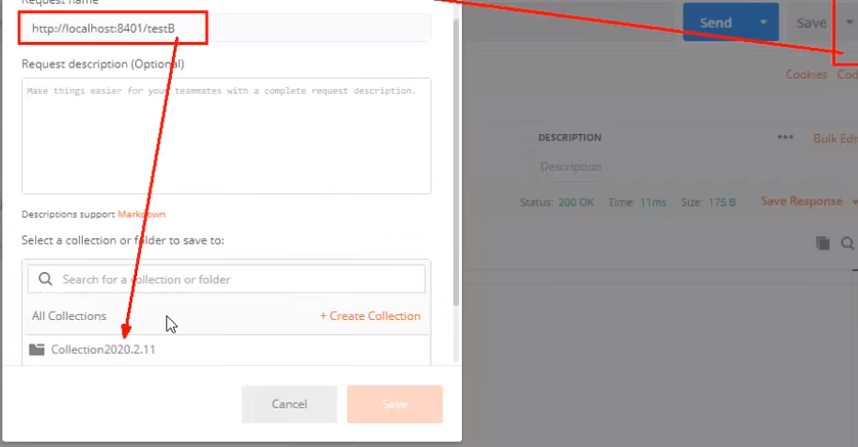 Request name
http://localhost:8401/testB
Request description (Optional)
Make things easier for your teammates with a complete request description.
Descriptions support Markdown
Select a collection or folder to save to:
Search for a collection or folder
All Collections
+ Create Collection
Collection2020.2.11
Cancel
Save
Send
Save
Cookies
DESCRIPTION
Bulk Edi
Description
Status: 200 OK Time: 11ms Size: 175 B
Save Response